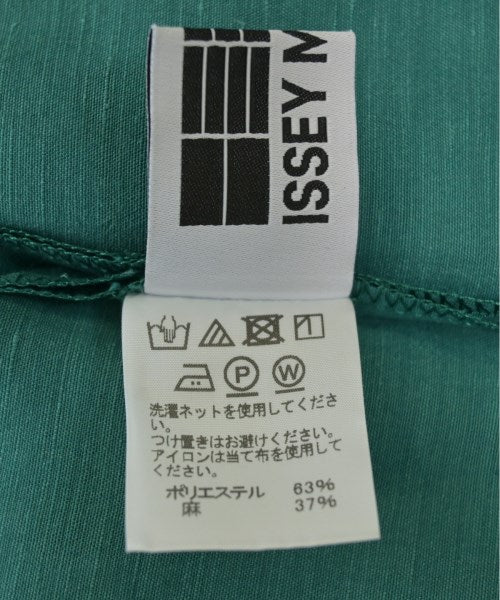 ISSEY M
P W
洗濯ネットを使用してくださ
い。
つけ置きはお避けください。
アイロンは当て布を使用して
ください。
ポリエステル 63%
麻 37%